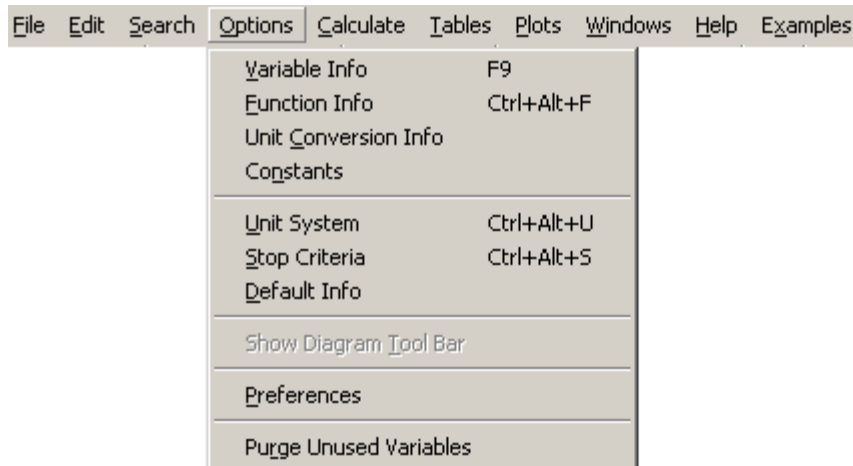 File Edit Search Options Calculate Tables Plots Windows Help Examples
Variable Info F9
Function Info Ctrl+Alt+F
Unit Conversion Info
Constants
Unit System Ctrl+Alt+U
Stop Criteria Ctrl+Alt+S
Default Info
Show Diagram Tool Bar
Preferences
Purge Unused Variables